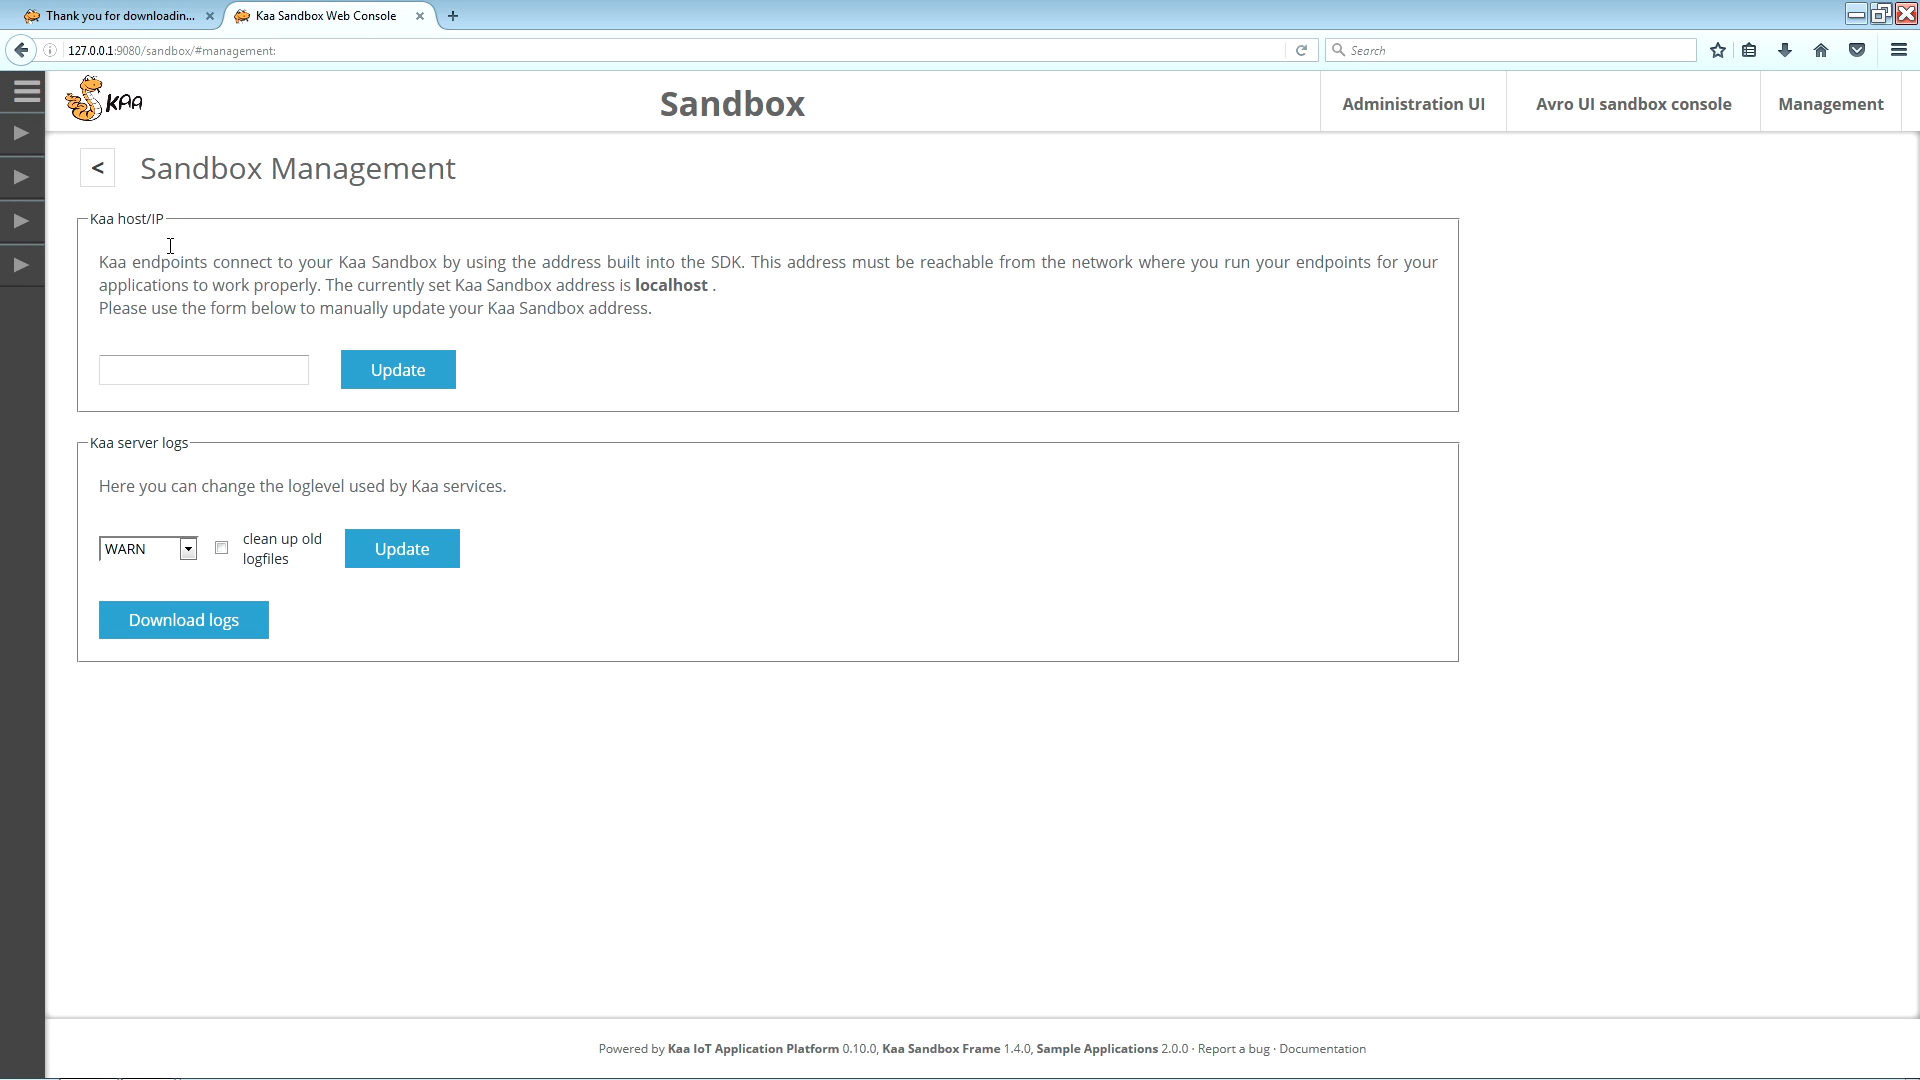 Thank you for downloadin...
Kaa Sandbox Web Console
127.0.0.1:9080/sandbox/#management:
Search
KAA
Sandbox
Administration UI
Avro UI sandbox console
Management
<
Sandbox Management
Kaa host/IP
Kaa endpoints connect to your Kaa Sandbox by using the address built into the SDK. This address must be reachable from the network where you run your endpoints for your
applications to work properly. The currently set Kaa Sandbox address is localhost .
Please use the form below to manually update your Kaa Sandbox address.
Update
Kaa server logs
Here you can change the loglevel used by Kaa services.
WARN
clean up old
logfiles
Update
Download logs
Powered by Kaa IoT Application Platform 0.10.0, Kaa Sandbox Frame 1.4.0, Sample Applications 2.0.0 · Report a bug · Documentation